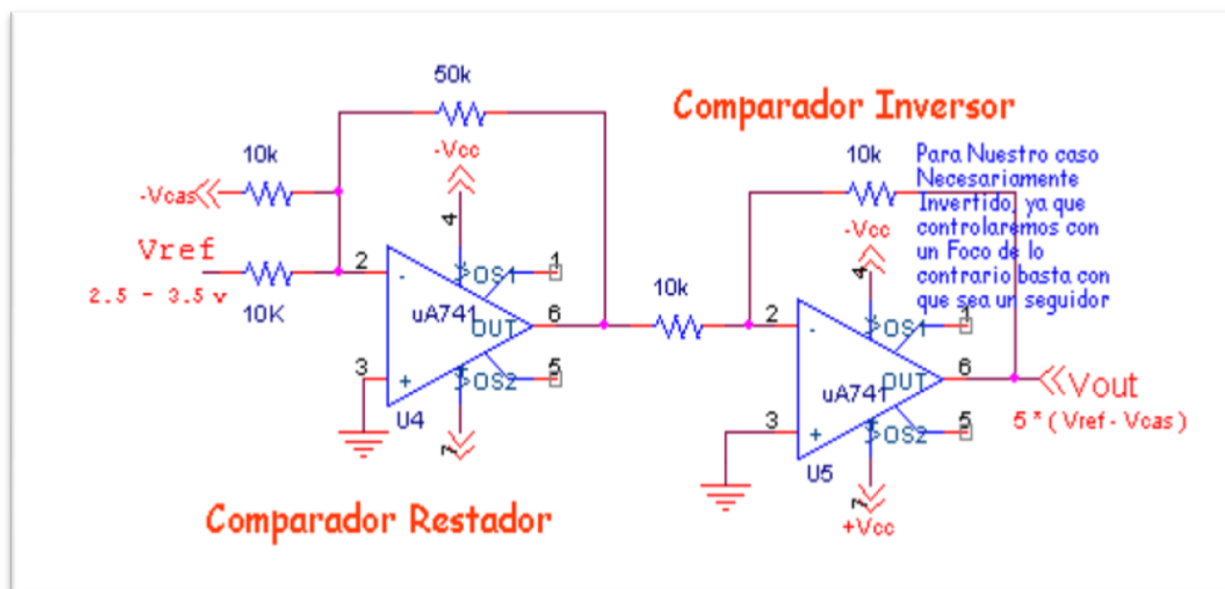 50k
Comparador Inversor
-Vcc
10k
10k
Para Nuestro caso
Necesariamente
Invertido, ya que
controlaremos con
un Foco de lo
contrario basta con
que sea un seguidor
-Vcas
4
-Vcc
Vref
2
-
OS1
1
4
2.5 - 3.5 v
10K
uA741
OUT
6
10k
2
-
OS1
1
3
+
OS2
5
uA741
OUT
6
Vout
U4
5 * ( Vref - Vcas )
7
3
+
OS2
5
U5
7
Comparador Restador
+Vcc